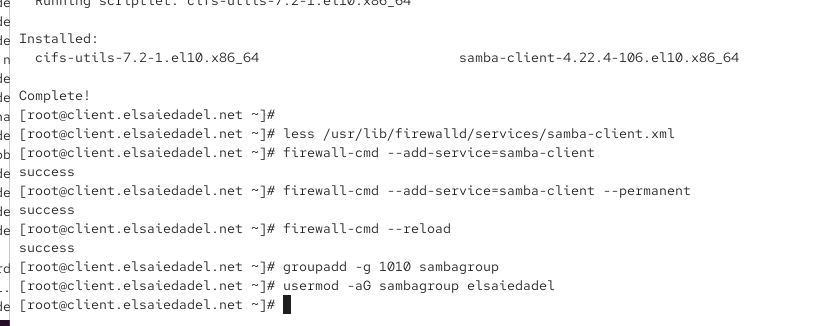 Running scriptlet: cifs-utils-7.2-1.el10.x86_64
Installed:
cifs-utils-7.2-1.el10.x86_64 samba-client-4.22.4-106.el10.x86_64
Complete!
[root@client.elsaiedadel.net ~]#
[root@client.elsaiedadel.net ~]# less /usr/lib/firewalld/services/samba-client.xml
[root@client.elsaiedadel.net ~]# firewall-cmd --add-service=samba-client
success
[root@client.elsaiedadel.net ~]# firewall-cmd --add-service=samba-client --permanent
success
[root@client.elsaiedadel.net ~]# firewall-cmd --reload
success
[root@client.elsaiedadel.net ~]# groupadd -g 1010 sambagroup
[root@client.elsaiedadel.net ~]# usermod -aG sambagroup elsaiedadel
[root@client.elsaiedadel.net ~]#